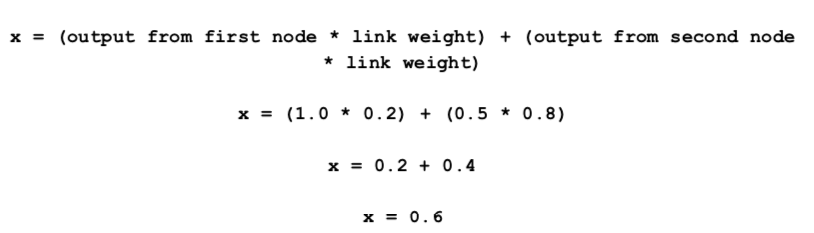 x = (output from first node * link weight) + (output from second node
* link weight)
x = (1.0 * 0.2) + (0.5 * 0.8)
x = 0.2 + 0.4
x = 0.6